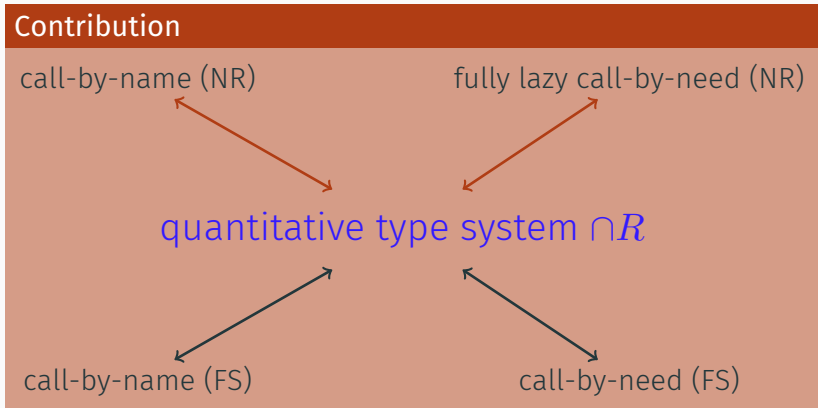 Contribution
call-by-name (NR)
fully lazy call-by-need (NR)
quantitative type system ∩R
call-by-name (FS)
call-by-need (FS)